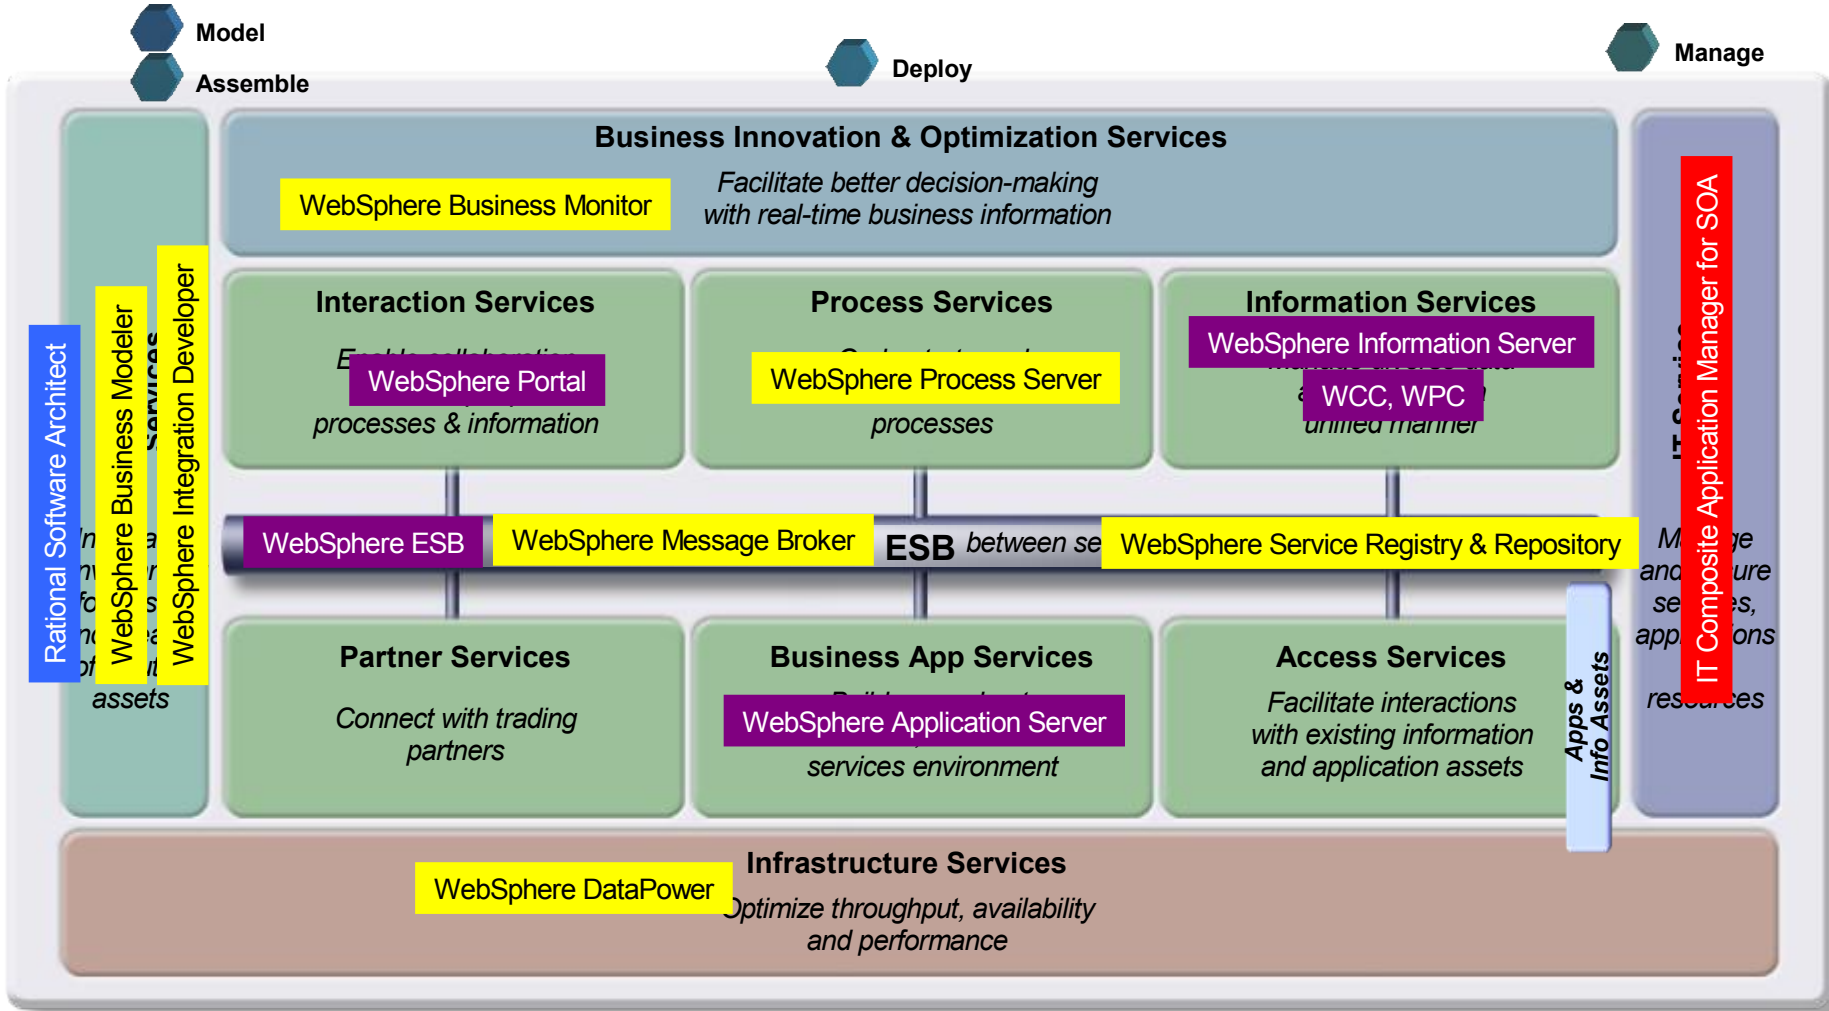 Model
Assemble
Deploy
Manage
Business Innovation & Optimization Services
Facilitate better decision-making
with real-time business information
WebSphere Business Monitor
Interaction Services
WebSphere Portal
processes & information
Process Services
WebSphere Process Server
processes
Information Services
WebSphere Information Server
WCC, WPC
unified manner
Rational Software Architect
WebSphere Business Modeler
WebSphere Integration Developer
Services
assets
WebSphere ESB
WebSphere Message Broker
ESB between
WebSphere Service Registry & Repository
IT Service
IT Composite Application Manager for SOA
Manage
and
resources
Partner Services
Connect with trading
partners
Business App Services
WebSphere Application Server
services environment
Access Services
Facilitate interactions
with existing information
and application assets
Apps &
Info Assets
Infrastructure Services
WebSphere DataPower
Optimize throughput, availability
and performance